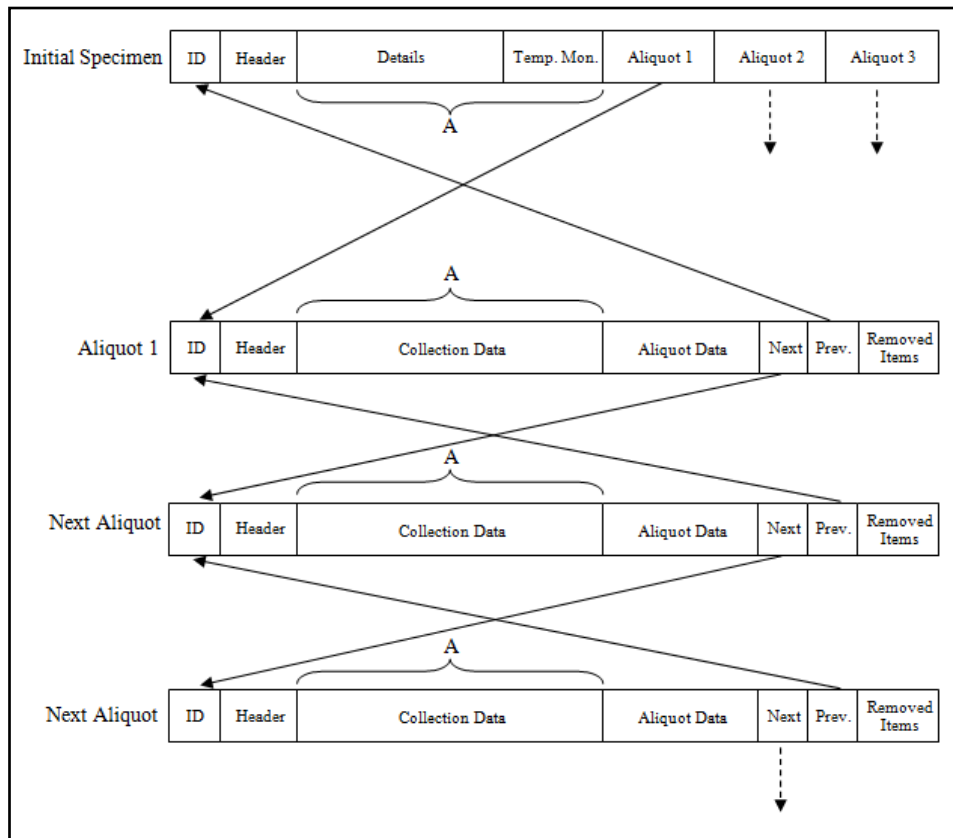 Initial Specimen ID Header Details Temp. Mon. Aliquot 1 Aliquot 2 Aliquot 3
A
A
Aliquot 1 ID Header Collection Data Aliquot Data Next Prev. Removed Items
A
Next Aliquot ID Header Collection Data Aliquot Data Next Prev. Removed Items
A
Next Aliquot ID Header Collection Data Aliquot Data Next Prev. Removed Items